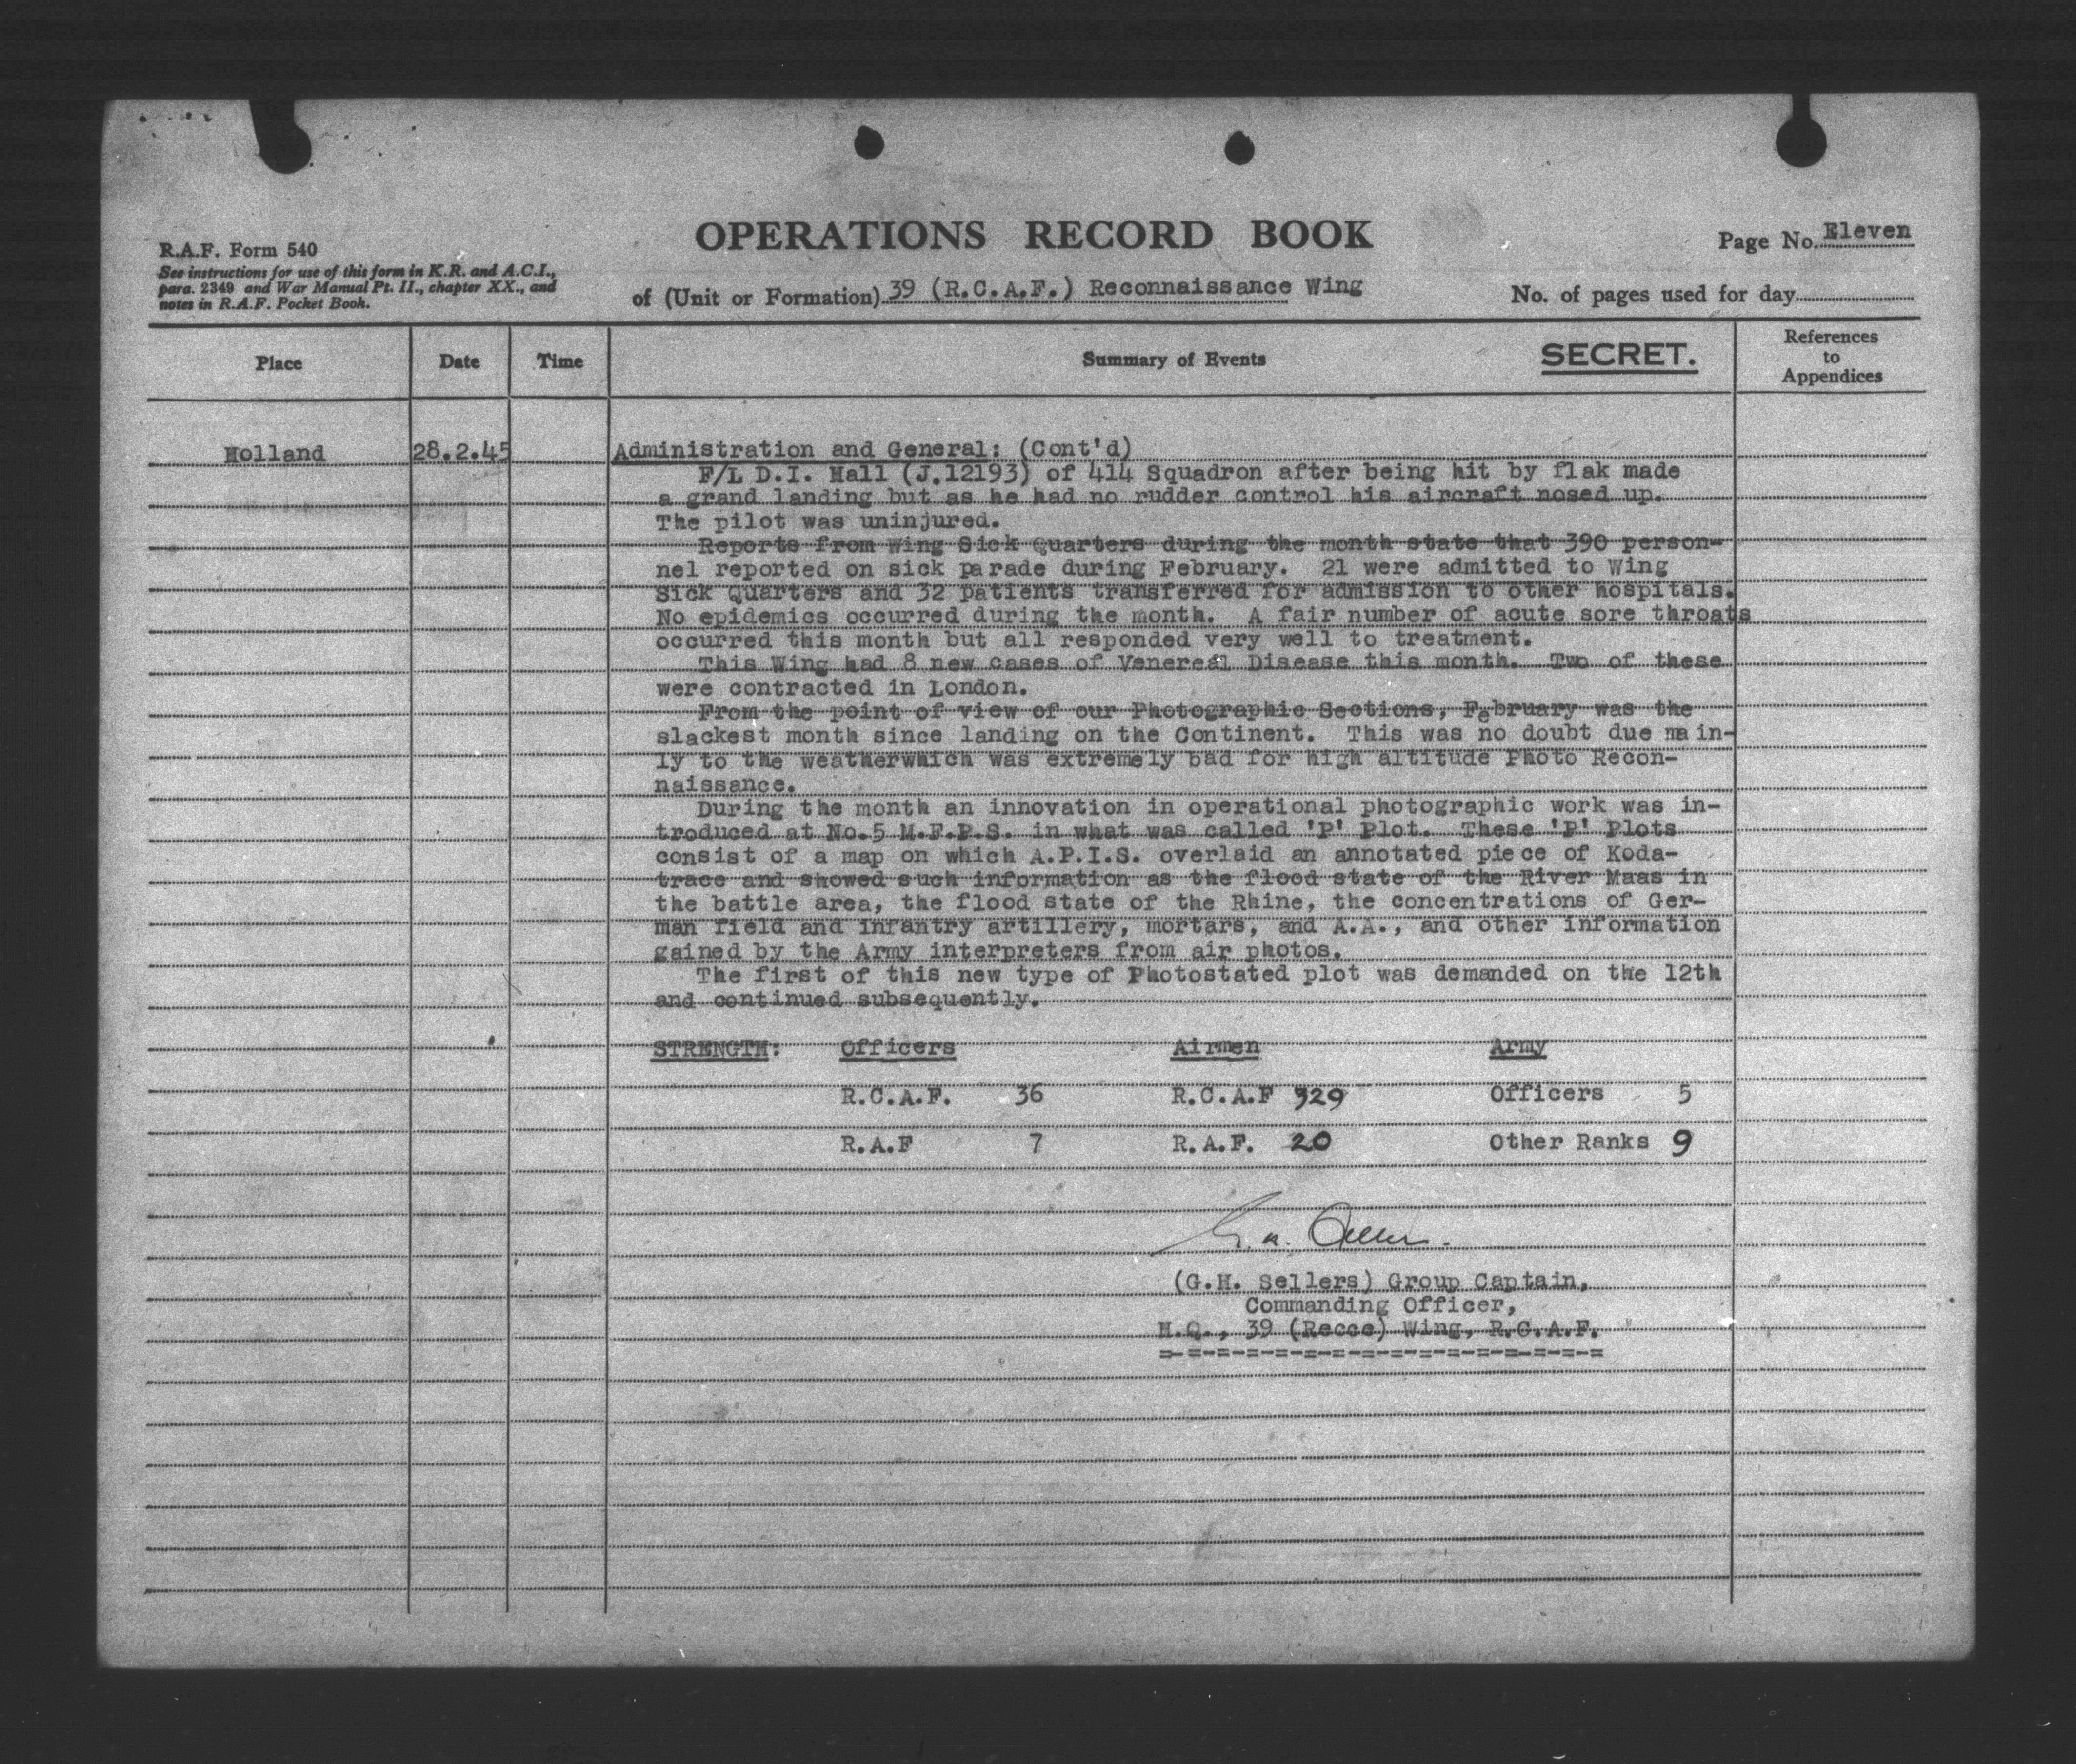 OPERATIONS RECORD BOOK
Page No. Eleven
R.A.F. Form 540
See instructions for use of this form in K.R. and A.C.I.,
para. 2349 and War Manual Pt. II., chapter XX., and
notes in R.A.F. Pocket Book.
of (Unit or Formation) 39 (R.C.A.F.) Reconnaissance Wing
No. of pages used for day
Place Date Time Summary of Events SECRET. References to Appendices
Holland 28.2.45 Administration and General: (Cont'd)
F/L D.I. Hall (J.12193) of 414 Squadron after being hit by flak made
a grand landing but as he had no rudder control his aircraft nosed up.
The pilot was uninjured.
Reports from Wing Sick Quarters during the month state that 390 person-
nel reported on sick parade during February. 21 were admitted to Wing
Sick Quarters and 32 patients transferred for admission to other hospitals.
No epidemics occurred during the month. A fair number of acute sore throats
occurred this month but all responded very well to treatment.
This Wing had 8 new cases of Venereal Disease this month. Two of these
were contracted in London.
From the point of view of our Photographic Sections, February was the
slackest month since landing on the Continent. This was no doubt due main-
ly to the weatherwhich was extremely bad for high altitude Photo Recon-
naissance.
During the month an innovation in operational photographic work was in-
troduced at No.5 M.F.P.S. in what was called 'P' Plot. These 'P' Plots
consist of a map on which A.P.I.S. overlaid an annotated piece of Koda-
trace and showed such information as the flood state of the River Maas in
the battle area, the flood state of the Rhine, the concentrations of Ger-
man field and infantry artillery, mortars, and A.A., and other information
gained by the Army interpreters from air photos.
The first of this new type of Photostated plot was demanded on the 12th
and continued subsequently.
STRENGTH: Officers Airmen Army
R.C.A.F. 36 R.C.A.F 329 Officers 5
R.A.F 7 R.A.F. 20 Other Ranks 9
(G.H. Sellers) Group Captain,
Commanding Officer,
H.Q., 39 (Recce) Wing, R.C.A.F.
=-=-=-=-=-=-=-=-=-=-=-=-=-=-=-=